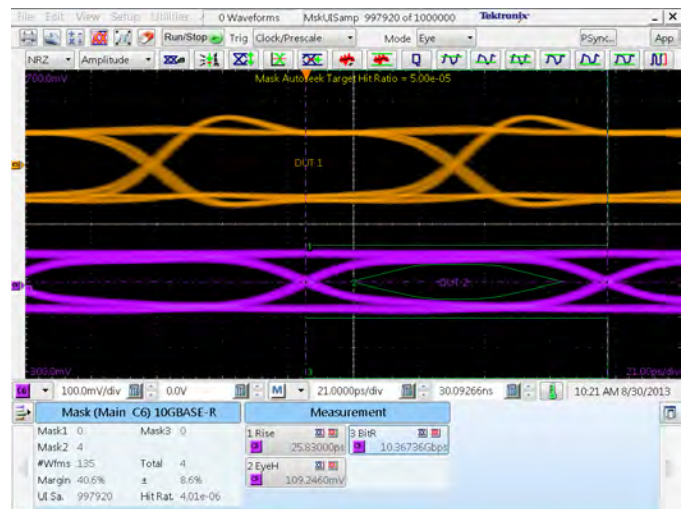 File Edit View Setup Utilities 0 Waveforms MskUISamp 997920 of 1000000 Tektronix
Run/Stop Trig Clock/Prescale Mode Eye PSync... App
NRZ Amplitude
700.0mV Mask Autoseek Target Hit Ratio = 5.00e-05
DUT 1
1
2 DUT 2
-300.0mV 3 21.00ps/div
C6 100.0mV/div 0.0V M 21.0000ps/div 30.09266ns 10:21 AM 8/30/2013
Mask (Main C6) 10GBASE-R Measurement
Mask1 0 Mask3 0 1 Rise 3 BitR
Mask2 4 25.83000ps 10.36736Gbps
#Wfms 135 Total 4 2 EyeH
Margin 40.6% ± 8.6% 109.2460mV
UI Sa. 997920 Hit Rat. 4.01e-06